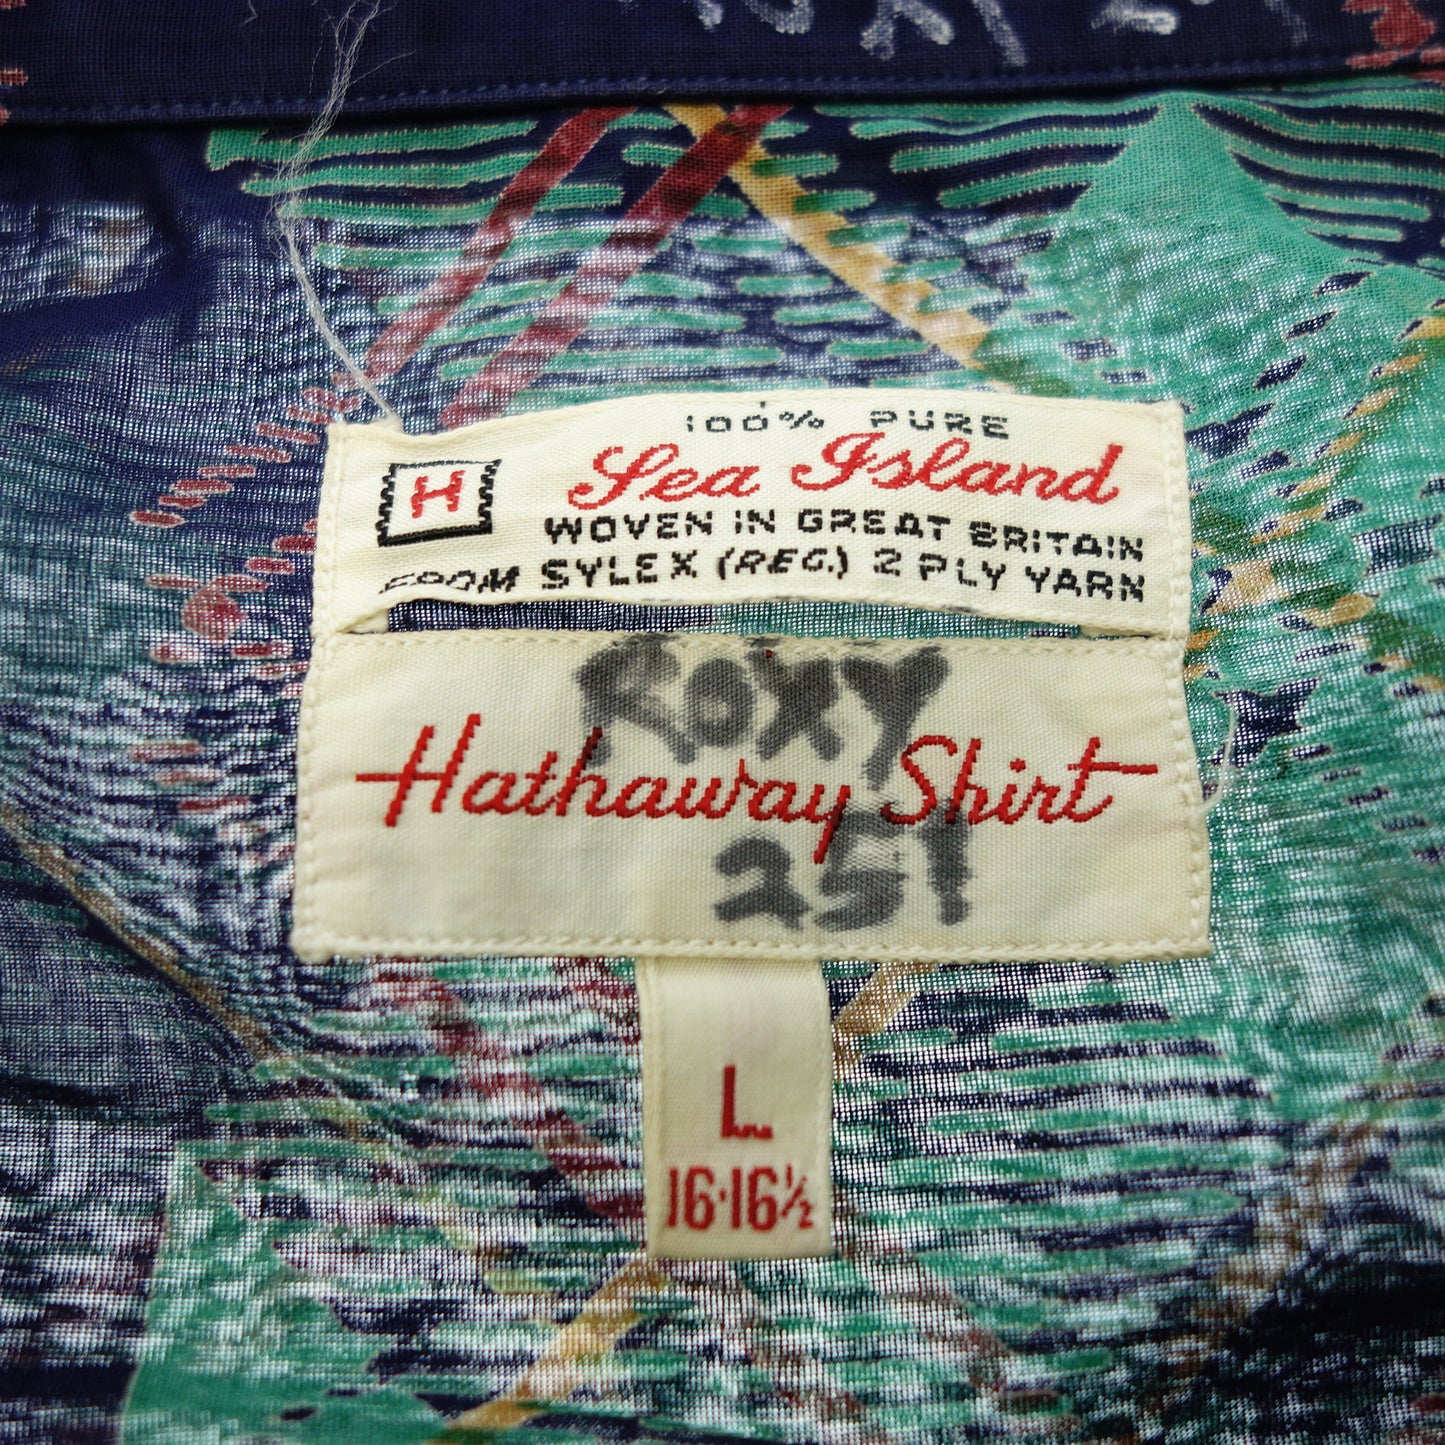 100% PURE
H
Sea Island
WOVEN IN GREAT BRITAIN
FROM SYLEX (REG.) 2 PLY YARN
ROXY
Hathaway Shirt
251
L
16·16½